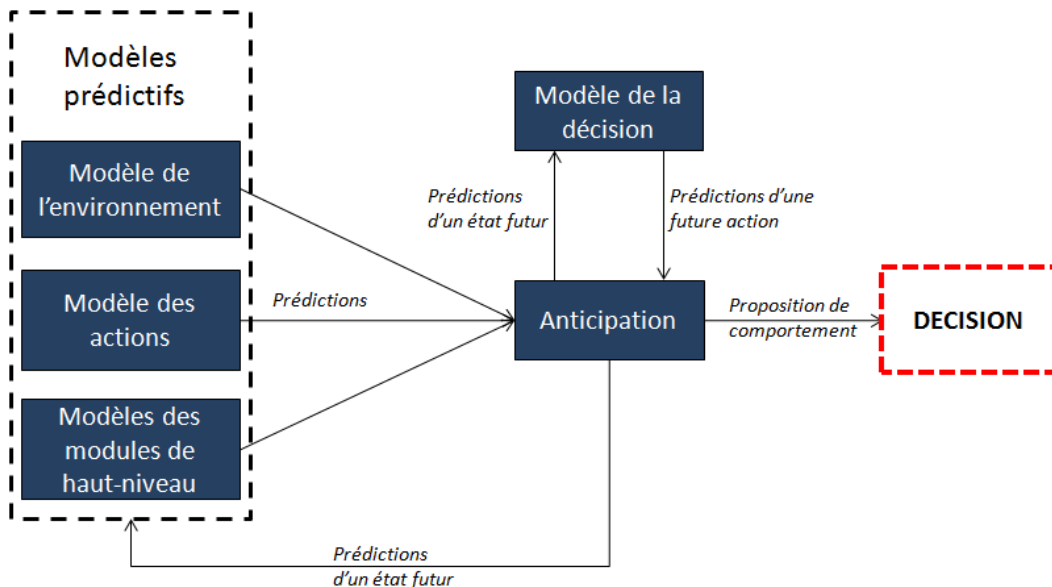 Modèles
prédictifs
Modèle de
l'environnement
Modèle des
actions
Modèles des
modules de
haut-niveau
Prédictions
Modèle de la
décision
Prédictions
d'un état futur
Prédictions d'une
future action
Anticipation
Proposition de
comportement
DECISION
Prédictions
d'un état futur